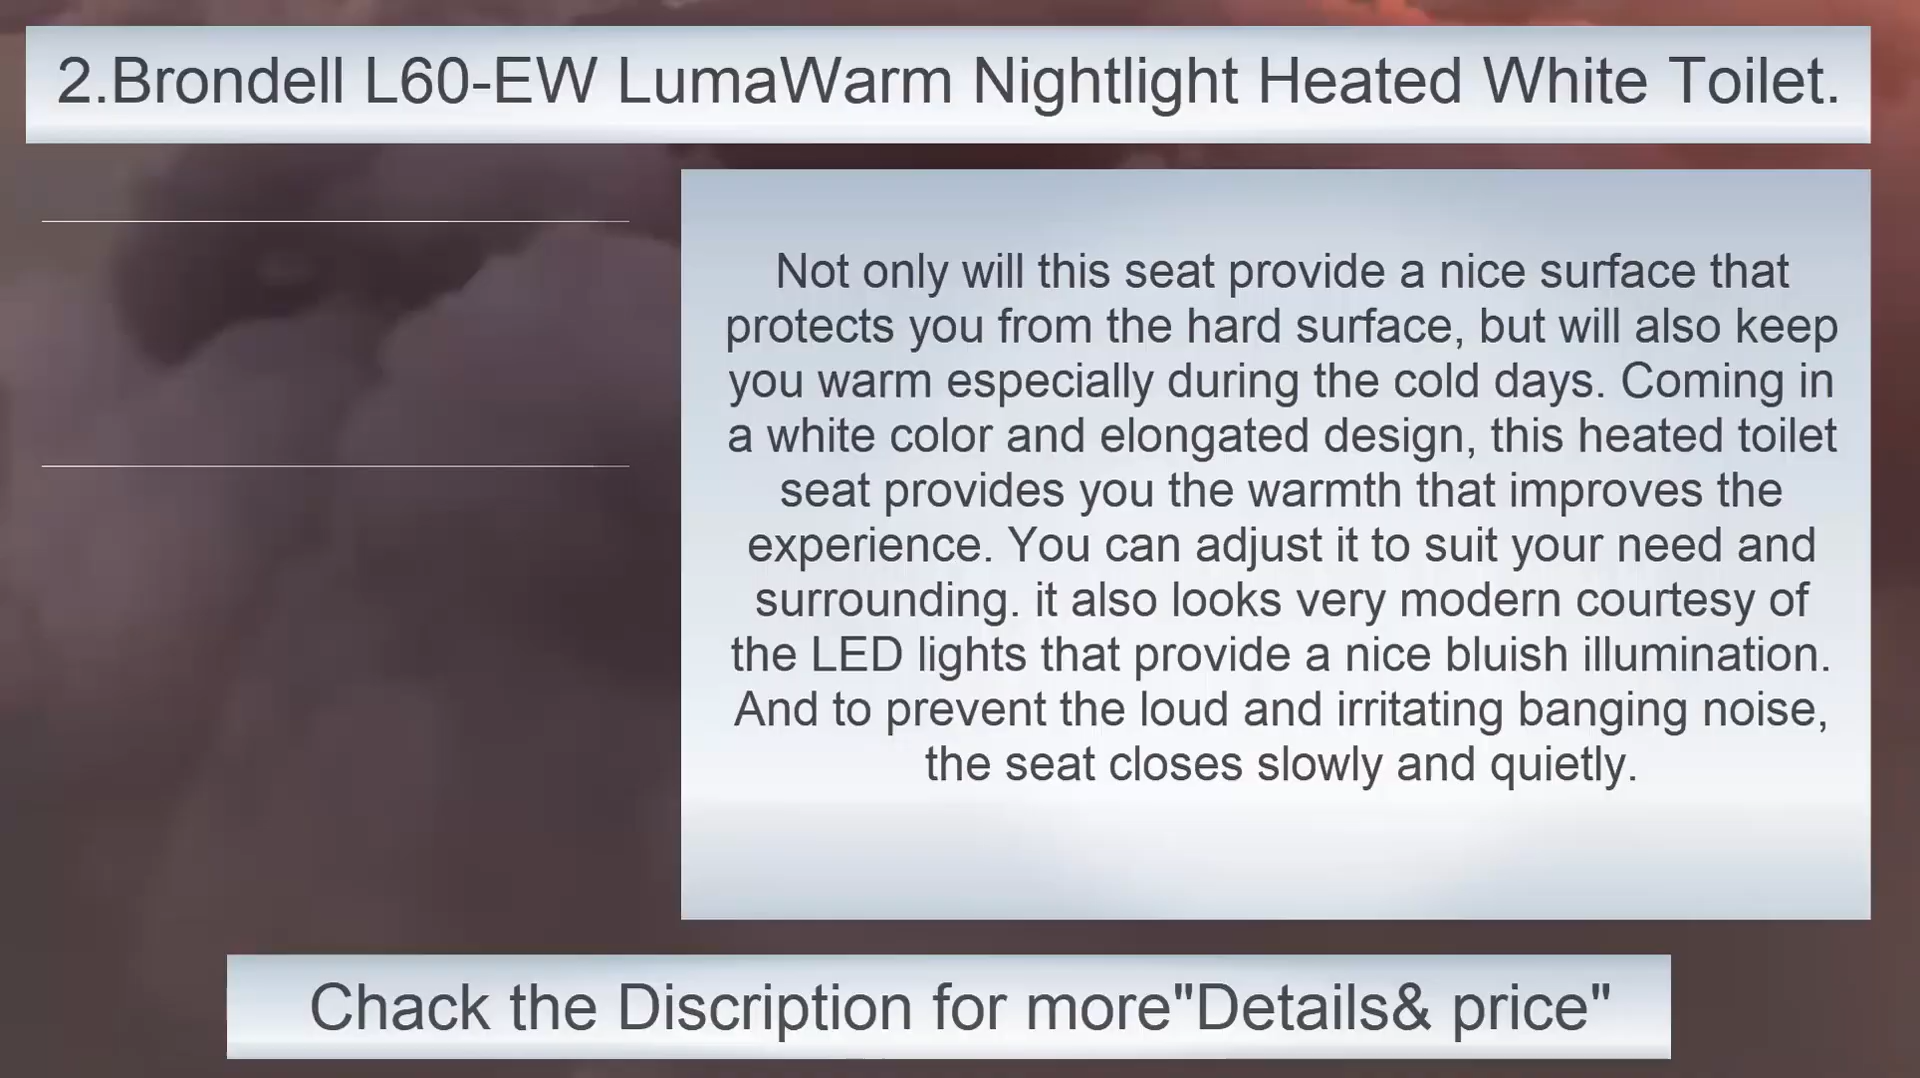 2.Brondell L60-EW LumaWarm Nightlight Heated White Toilet.
Not only will this seat provide a nice surface that
protects you from the hard surface, but will also keep
you warm especially during the cold days. Coming in
a white color and elongated design, this heated toilet
seat provides you the warmth that improves the
experience. You can adjust it to suit your need and
surrounding. it also looks very modern courtesy of
the LED lights that provide a nice bluish illumination.
And to prevent the loud and irritating banging noise,
the seat closes slowly and quietly.
Chack the Discription for more"Details& price"